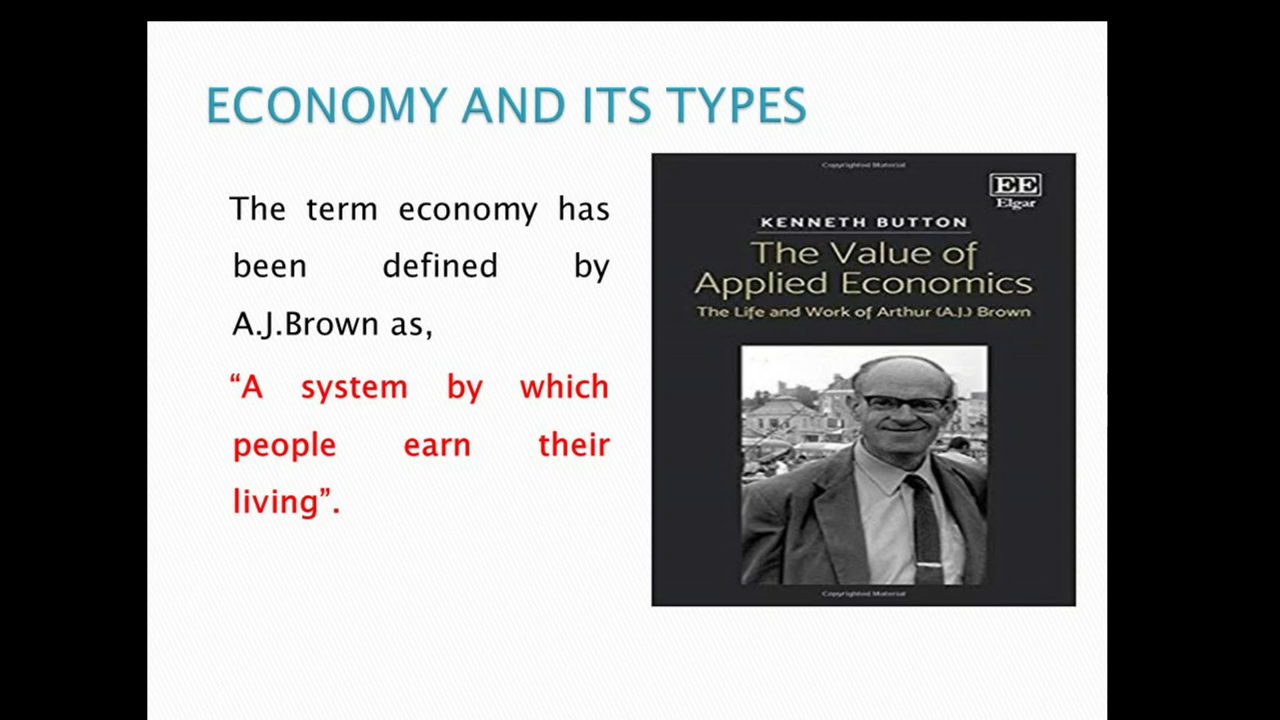 ECONOMY AND ITS TYPES
The term economy has
been defined by
A.J.Brown as,
“A system by which
people earn their
living”.
Copyrighted Material
EE
Elgar
KENNETH BUTTON
The Value of
Applied Economics
The Life and Work of Arthur (A.J.) Brown
Copyrighted Material